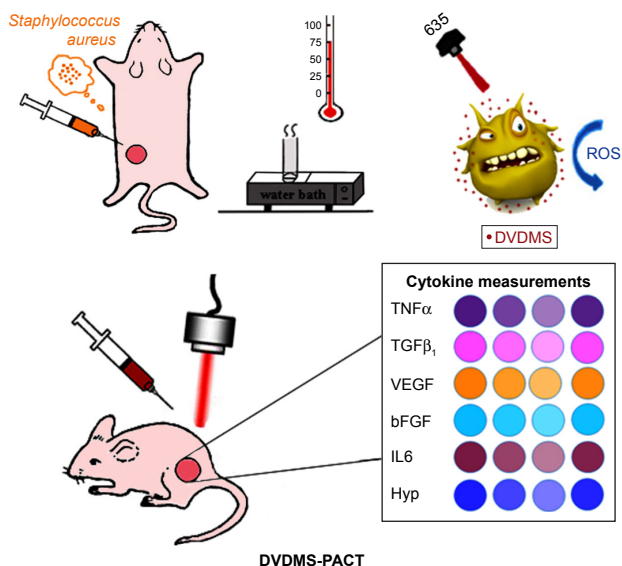 Staphylococcus
aureus
100
75
50
25
0
water bath
635
ROS
•DVDMS
Cytokine measurements
TNFα
TGFβ₁
VEGF
bFGF
IL6
Hyp
DVDMS-PACT